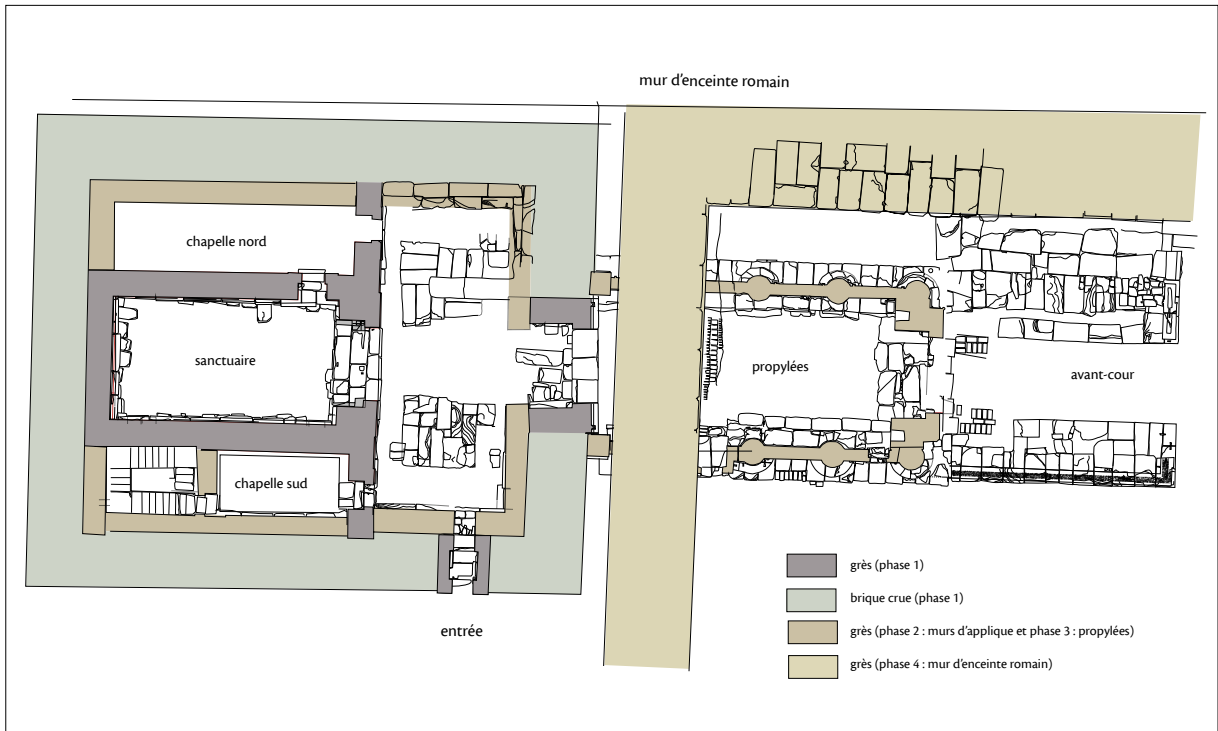 mur d'enceinte romain
chapelle nord
sanctuaire
propylées
avant-cour
chapelle sud
entrée
grès (phase 1)
brique crue (phase 1)
grès (phase 2 : murs d'applique et phase 3 : propylées)
grès (phase 4 : mur d'enceinte romain)